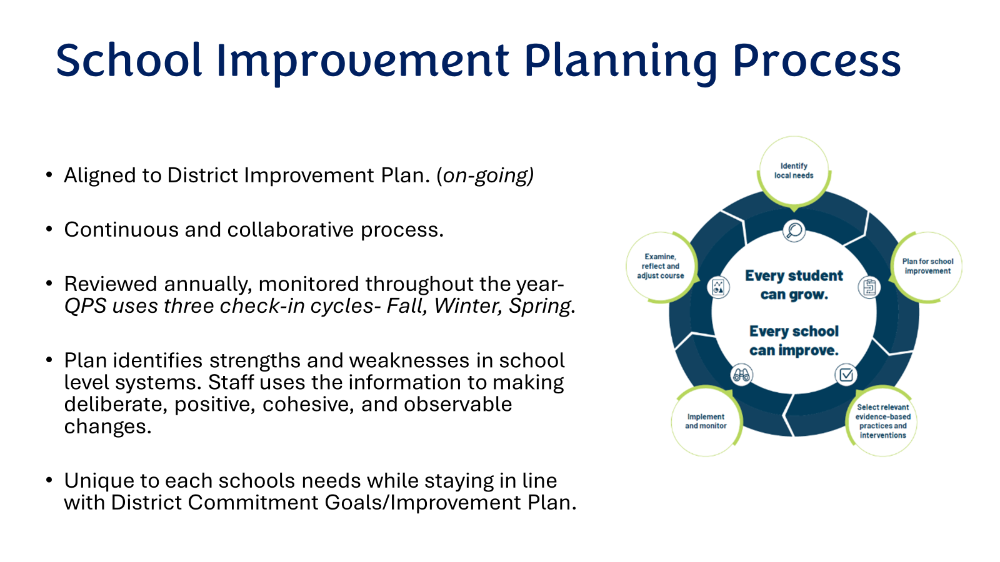 School Improvement Planning Process
• Aligned to District Improvement Plan. (on-going)
• Continuous and collaborative process.
• Reviewed annually, monitored throughout the year-
QPS uses three check-in cycles- Fall, Winter, Spring.
• Plan identifies strengths and weaknesses in school
level systems. Staff uses the information to making
deliberate, positive, cohesive, and observable
changes.
• Unique to each schools needs while staying in line
with District Commitment Goals/Improvement Plan.
Identify
local needs
Plan for school
improvement
Select relevant
evidence-based
practices and
interventions
Implement
and monitor
Examine,
reflect and
adjust course
Every student
can grow.
Every school
can improve.